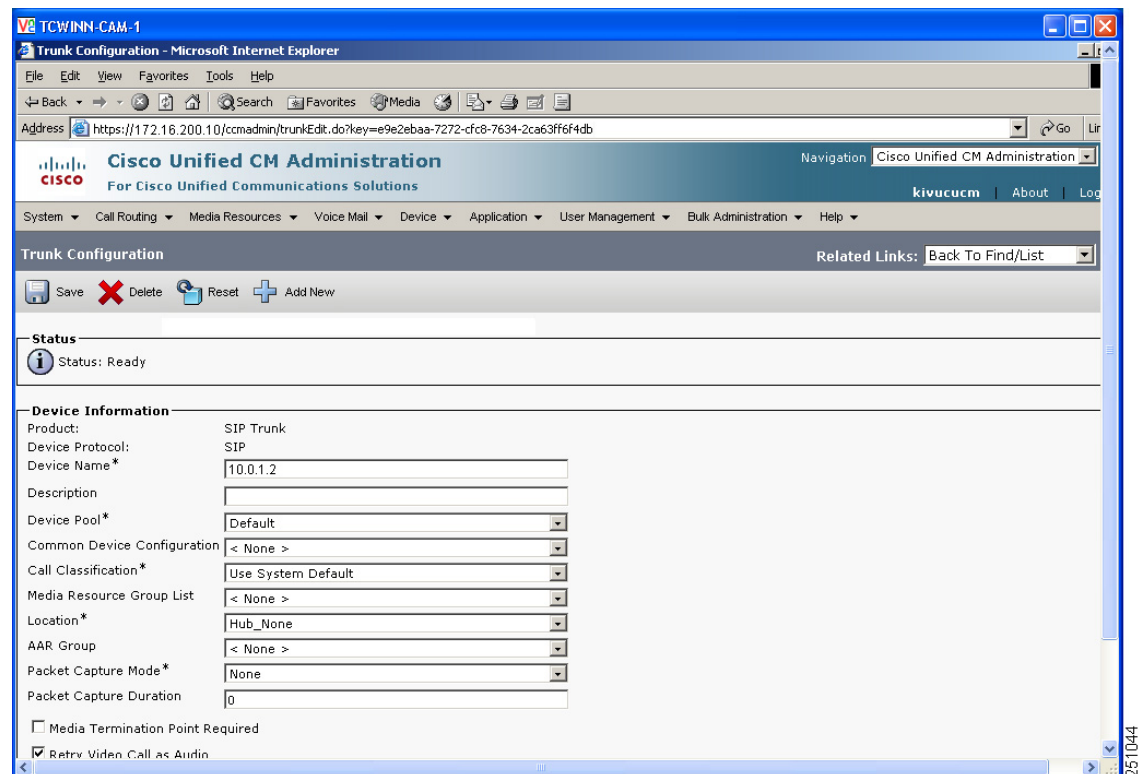 TCWINN-CAM-1
Trunk Configuration - Microsoft Internet Explorer
File Edit View Favorites Tools Help
Back Search Favorites Media
Address https://172.16.200.10/ccmadmin/trunkEdit.do?key=e9e2ebaa-7272-cfc8-7634-2ca63ff6f4db Go Lir
CISCO Cisco Unified CM Administration Navigation Cisco Unified CM Administration
For Cisco Unified Communications Solutions kivucucm | About | Log
System Call Routing Media Resources Voice Mail Device Application User Management Bulk Administration Help
Trunk Configuration Related Links: Back To Find/List
Save Delete Reset Add New
Status
i Status: Ready
Device Information
Product: SIP Trunk
Device Protocol: SIP
Device Name* 10.0.1.2
Description
Device Pool* Default
Common Device Configuration < None >
Call Classification* Use System Default
Media Resource Group List < None >
Location* Hub_None
AAR Group < None >
Packet Capture Mode* None
Packet Capture Duration 0
Media Termination Point Required
Retry Video Call as Audio
251044